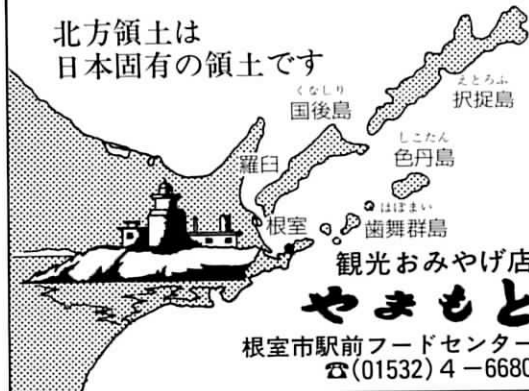 北方領土は
日本固有の領土です
えとろふ
択捉島
くなしり
国後島
しこたん
色丹島
羅臼
はぼまい
歯舞群島
根室
観光おみやげ店
やまもと
根室市駅前フードセンター
☎(01532)4－6680